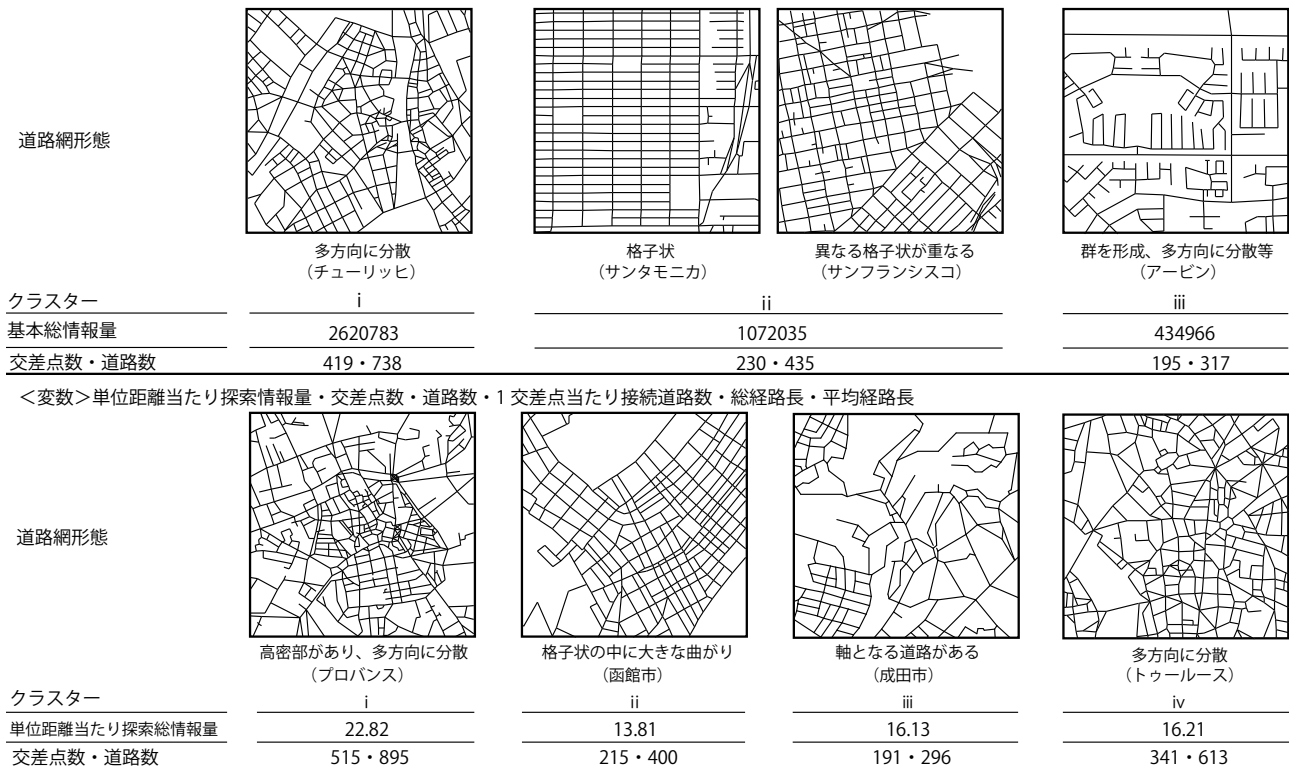 道路網形態
多方向に分散
(チューリッヒ)
格子状
(サンタモニカ)
異なる格子状が重なる
(サンフランシスコ)
群を形成、多方向に分散等
(アービン)
クラスター i ii iii
基本総情報量 2620783 1072035 434966
交差点数・道路数 419・738 230・435 195・317
<変数>単位距離当たり探索情報量・交差点数・道路数・1 交差点当たり接続道路数・総経路長・平均経路長
道路網形態
高密部があり、多方向に分散
(プロバンス)
格子状の中に大きな曲がり
(函館市)
軸となる道路がある
(成田市)
多方向に分散
(トゥールース)
クラスター i ii iii iv
単位距離当たり探索総情報量 22.82 13.81 16.13 16.21
交差点数・道路数 515・895 215・400 191・296 341・613